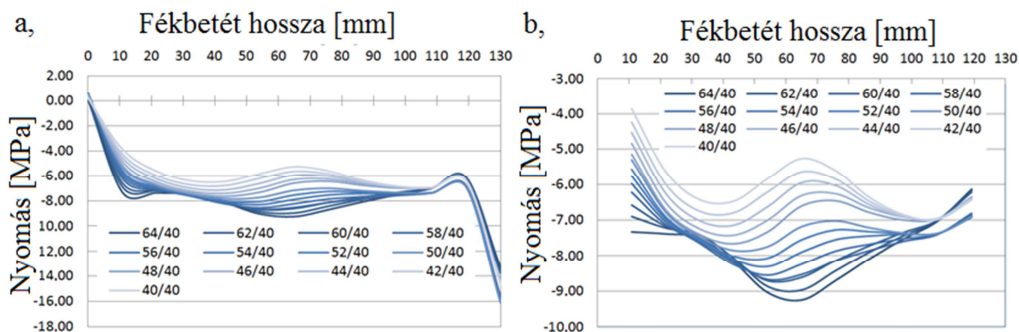 a,
Fékbetét hossza [mm]
0 10 20 30 40 50 60 70 80 90 100 110 120 130
Nyomás [MPa]
2.00
0.00
-2.00
-4.00
-6.00
-8.00
-10.00
-12.00
-14.00
-16.00
-18.00
64/40 62/40 60/40 58/40
56/40 54/40 52/40 50/40
48/40 46/40 44/40 42/40
40/40
b,
Fékbetét hossza [mm]
0 10 20 30 40 50 60 70 80 90 100 110 120 130
Nyomás [MPa]
-3.00
-4.00
-5.00
-6.00
-7.00
-8.00
-9.00
-10.00
64/40 62/40 60/40 58/40
56/40 54/40 52/40 50/40
48/40 46/40 44/40 42/40
40/40